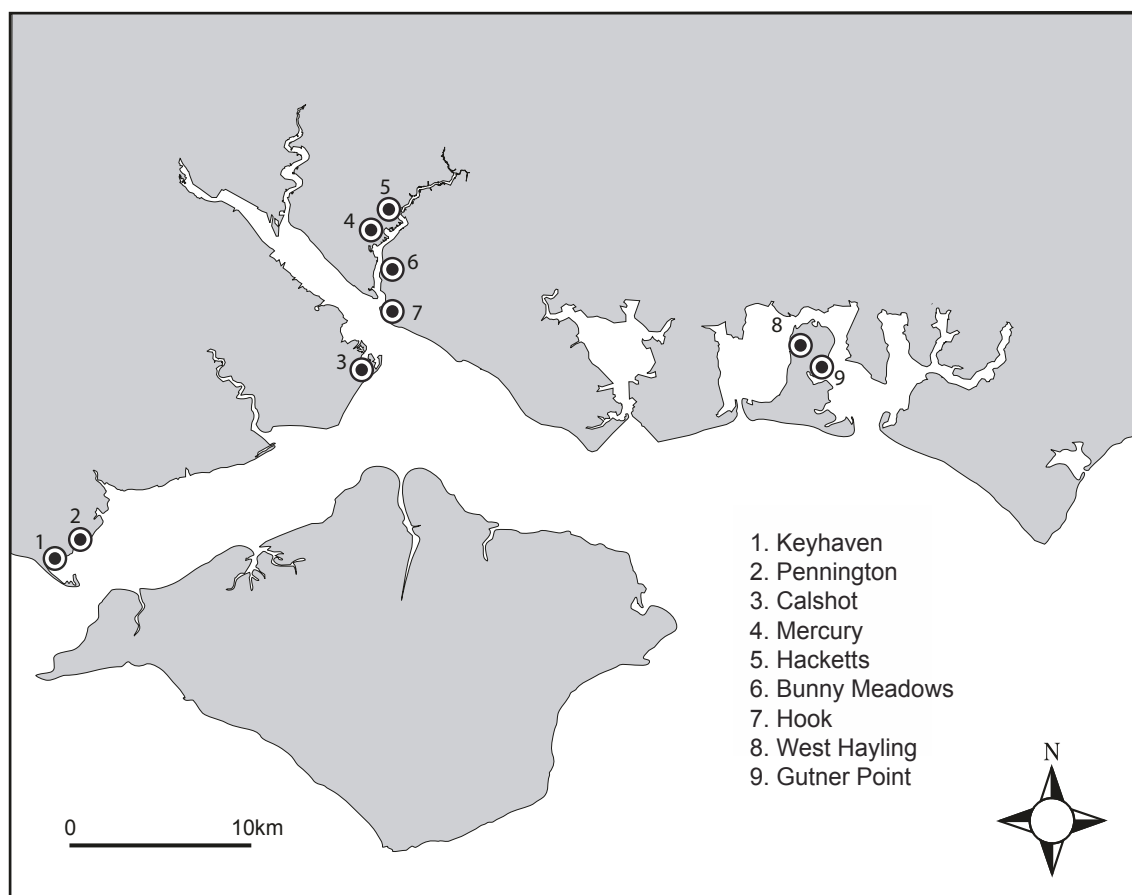 5
4
6
7
8
3
9
2
1
1. Keyhaven
2. Pennington
3. Calshot
4. Mercury
5. Hacketts
6. Bunny Meadows
7. Hook
8. West Hayling
9. Gutner Point
N
0 10km